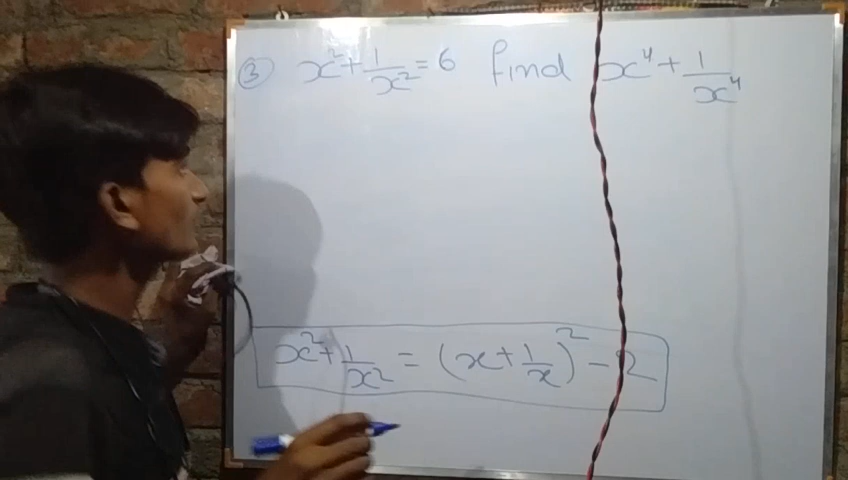 ③ x² + 1/x² = 6 find x⁴ + 1/x⁴
x² + 1/x² = (x + 1/x)² - 2